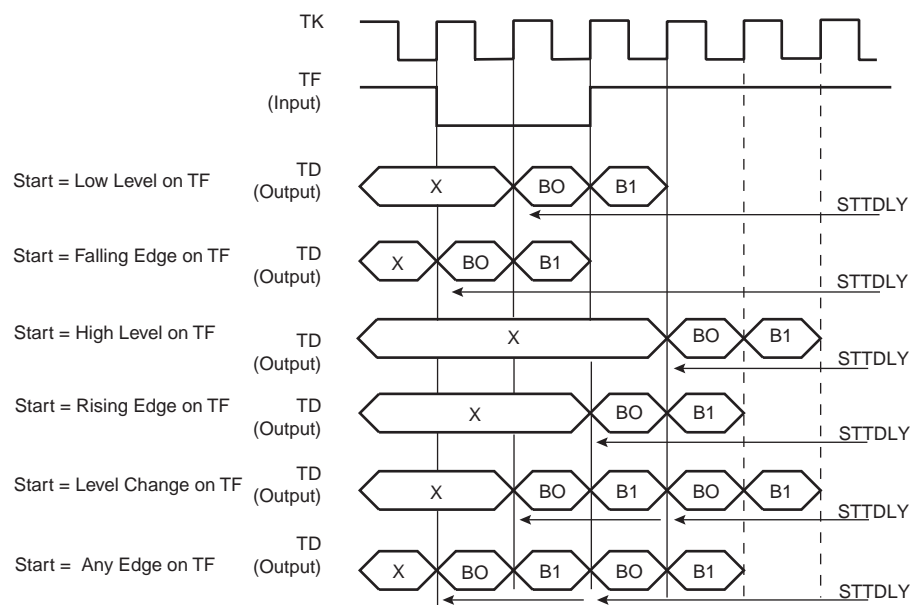 TK
TF
(Input)
Start = Low Level on TF
TD
(Output)
X
BO
B1
STTDLY
Start = Falling Edge on TF
TD
(Output)
X
BO
B1
STTDLY
Start = High Level on TF
TD
(Output)
X
BO
B1
STTDLY
Start = Rising Edge on TF
TD
(Output)
X
BO
B1
STTDLY
Start = Level Change on TF
TD
(Output)
X
BO
B1
BO
B1
STTDLY
Start = Any Edge on TF
TD
(Output)
X
BO
B1
BO
B1
STTDLY